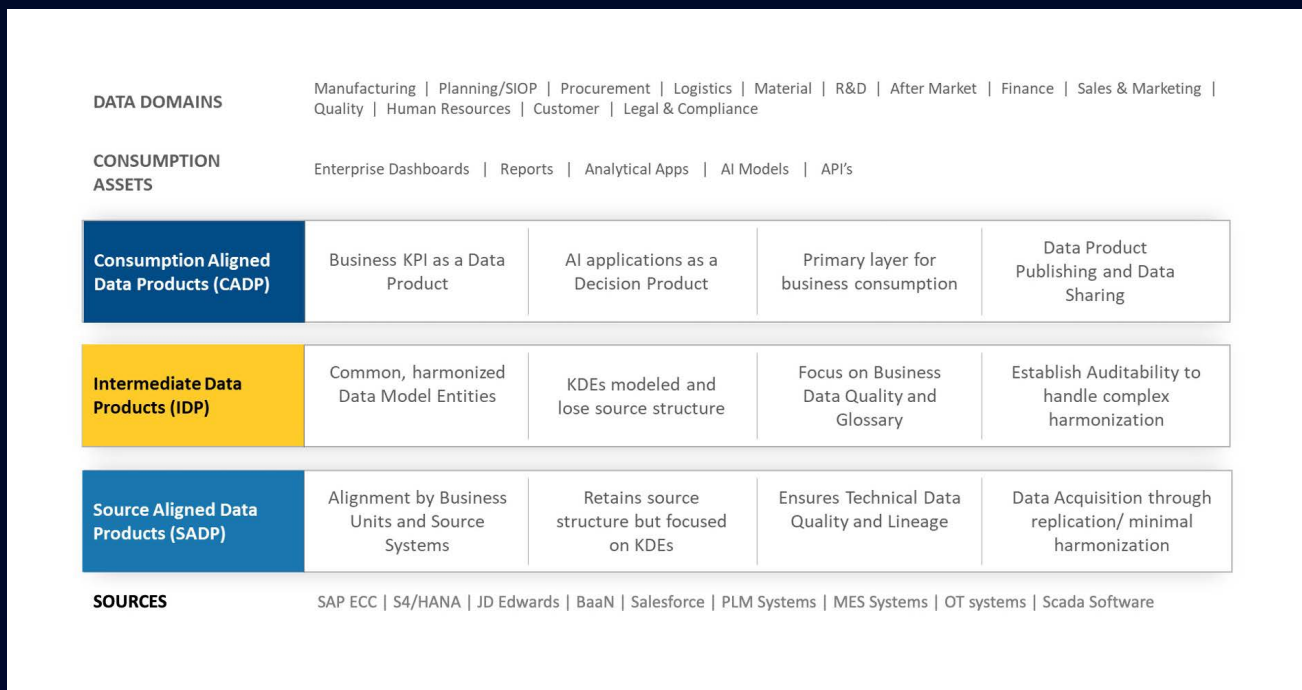 DATA DOMAINS
Manufacturing | Planning/SIOP | Procurement | Logistics | Material | R&D | After Market | Finance | Sales & Marketing |
Quality | Human Resources | Customer | Legal & Compliance
CONSUMPTION
ASSETS
Enterprise Dashboards | Reports | Analytical Apps | AI Models | API's
Consumption Aligned
Data Products (CADP)
Business KPI as a Data
Product
AI applications as a
Decision Product
Primary layer for
business consumption
Data Product
Publishing and Data
Sharing
Intermediate Data
Products (IDP)
Common, harmonized
Data Model Entities
KDEs modeled and
lose source structure
Focus on Business
Data Quality and
Glossary
Establish Auditability to
handle complex
harmonization
Source Aligned Data
Products (SADP)
Alignment by Business
Units and Source
Systems
Retains source
structure but focused
on KDEs
Ensures Technical Data
Quality and Lineage
Data Acquisition through
replication/ minimal
harmonization
SOURCES
SAP ECC | S4/HANA | JD Edwards | BaaN | Salesforce | PLM Systems | MES Systems | OT systems | Scada Software